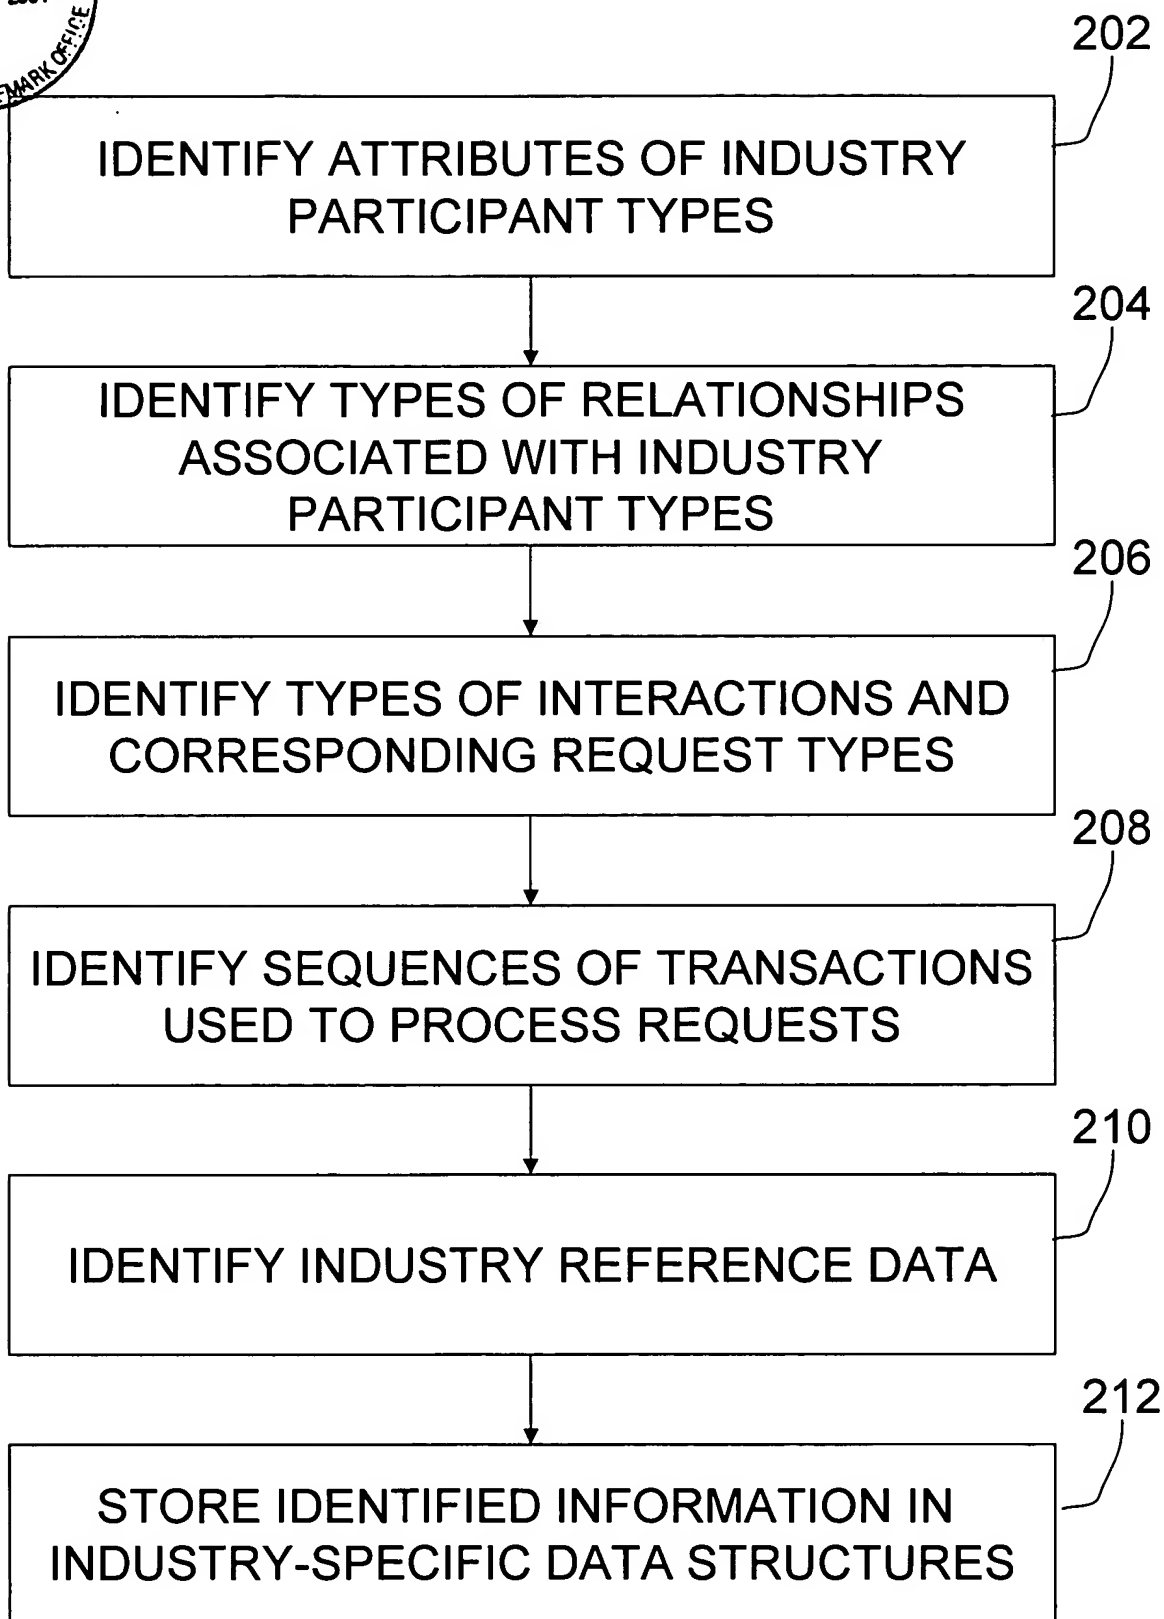 MARK OFFICE
202
IDENTIFY ATTRIBUTES OF INDUSTRY
PARTICIPANT TYPES
204
IDENTIFY TYPES OF RELATIONSHIPS
ASSOCIATED WITH INDUSTRY
PARTICIPANT TYPES
206
IDENTIFY TYPES OF INTERACTIONS AND
CORRESPONDING REQUEST TYPES
208
IDENTIFY SEQUENCES OF TRANSACTIONS
USED TO PROCESS REQUESTS
210
IDENTIFY INDUSTRY REFERENCE DATA
212
STORE IDENTIFIED INFORMATION IN
INDUSTRY-SPECIFIC DATA STRUCTURES